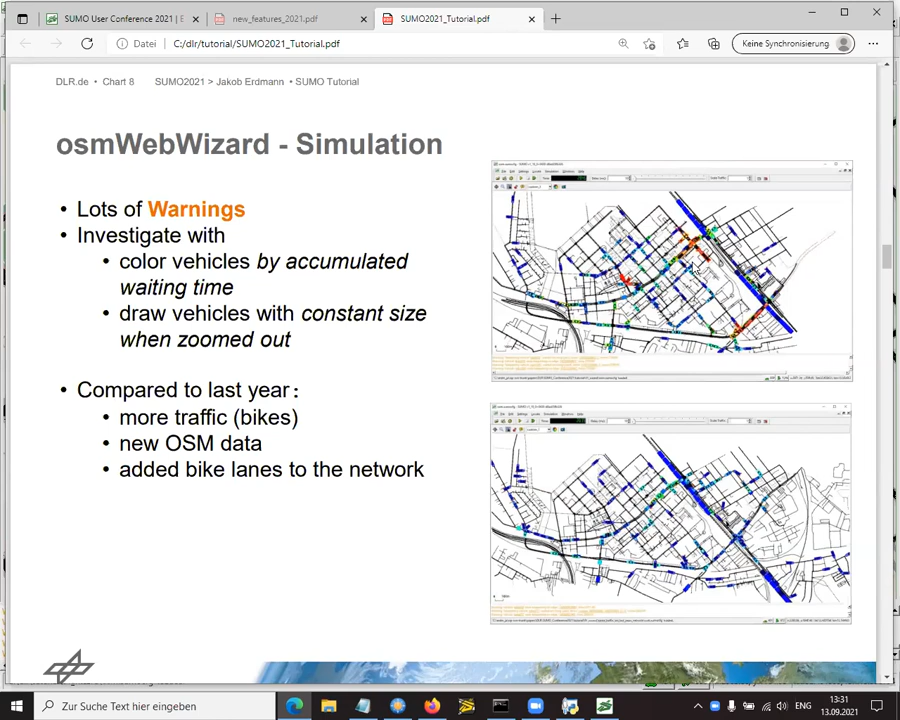 SUMO User Conference 2021 | E
new_features_2021.pdf
SUMO2021_Tutorial.pdf
Datei
C:/dlr/tutorial/SUMO2021_Tutorial.pdf
Keine Synchronisierung
DLR.de • Chart 8 SUMO2021 > Jakob Erdmann • SUMO Tutorial
osmWebWizard - Simulation
• Lots of Warnings
• Investigate with
• color vehicles by accumulated
waiting time
• draw vehicles with constant size
when zoomed out
• Compared to last year:
• more traffic (bikes)
• new OSM data
• added bike lanes to the network
Zur Suche Text hier eingeben
13:31
13.09.2021